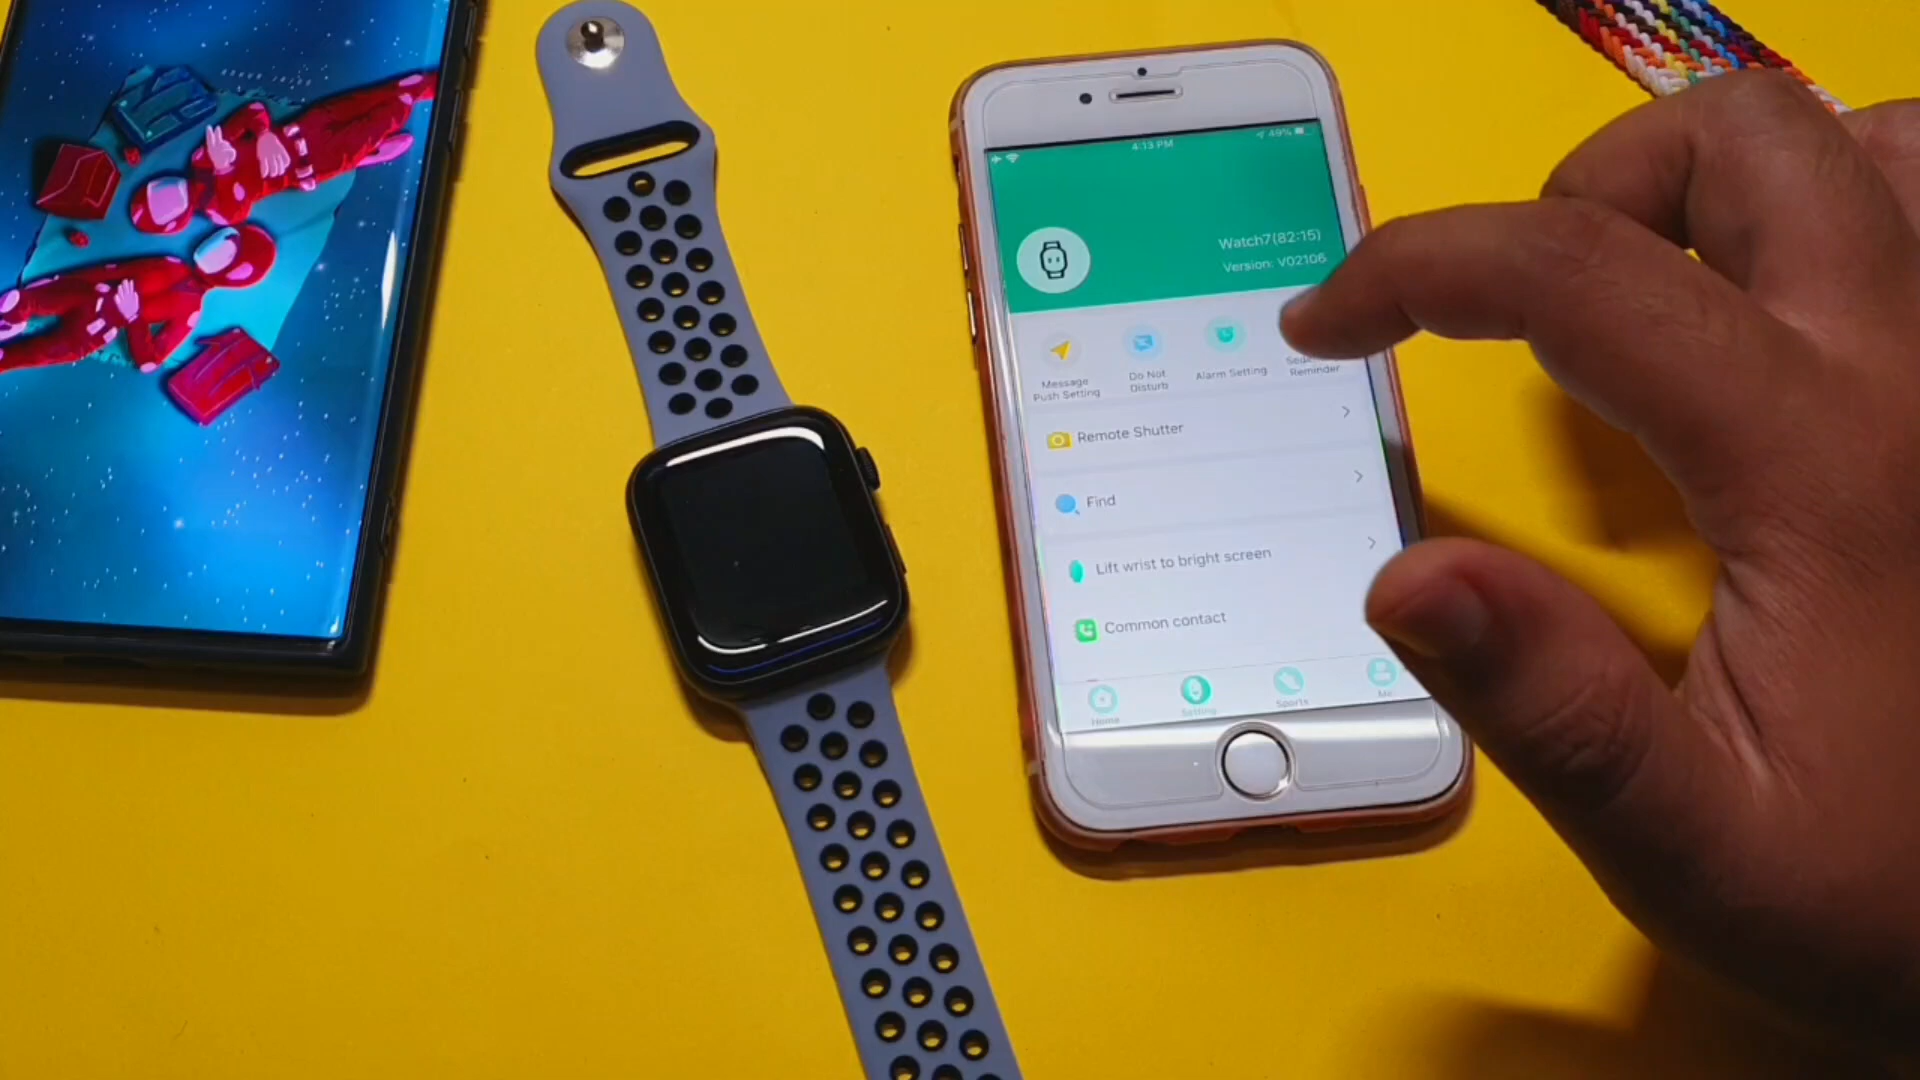 4:13 PM
49%
Watch7(82:15)
Version: V02106
Message
Push Setting
Do Not
Disturb
Alarm Setting
Reminder
Remote Shutter
Find
Lift wrist to bright screen
Common contact
Home
Setting
Sports
Me